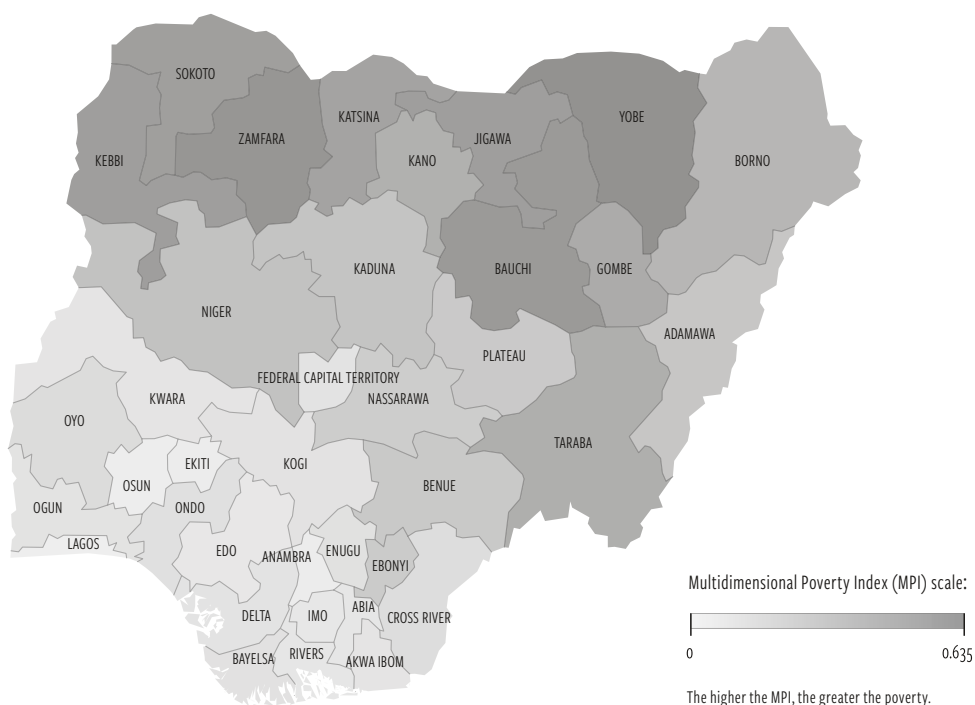 SOKOTO
YOBE
KATSINA
ZAMFARA
JIGAWA
KEBBI
KANO
BORNO
KADUNA
BAUCHI
GOMBE
NIGER
ADAMAWA
PLATEAU
FEDERAL CAPITAL TERRITORY
KWARA
NASSARAWA
OYO
TARABA
EKITI
KOGI
OSUN
BENUE
OGUN
ONDO
LAGOS
EDO
ANAMBRA
ENUGU
EBONYI
DELTA
IMO
ABIA
CROSS RIVER
BAYELSA
RIVERS
AKWA IBOM
Multidimensional Poverty Index (MPI) scale:
0
0.635
The higher the MPI, the greater the poverty.